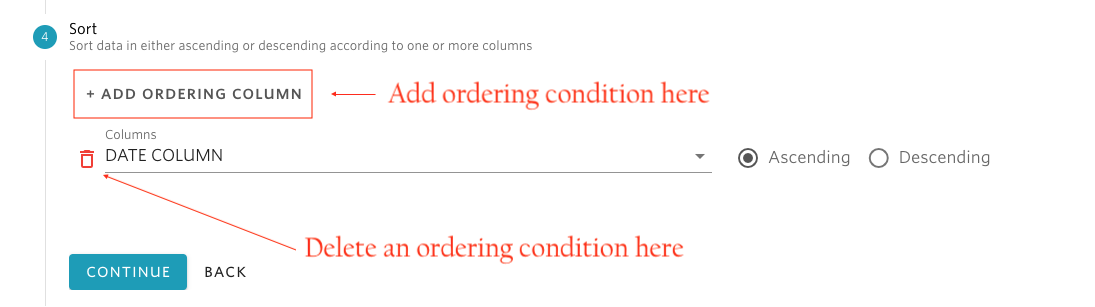 4
Sort
Sort data in either ascending or descending according to one or more columns
+ ADD ORDERING COLUMN
Add ordering condition here
Columns
DATE COLUMN
Ascending
Descending
Delete an ordering condition here
CONTINUE
BACK